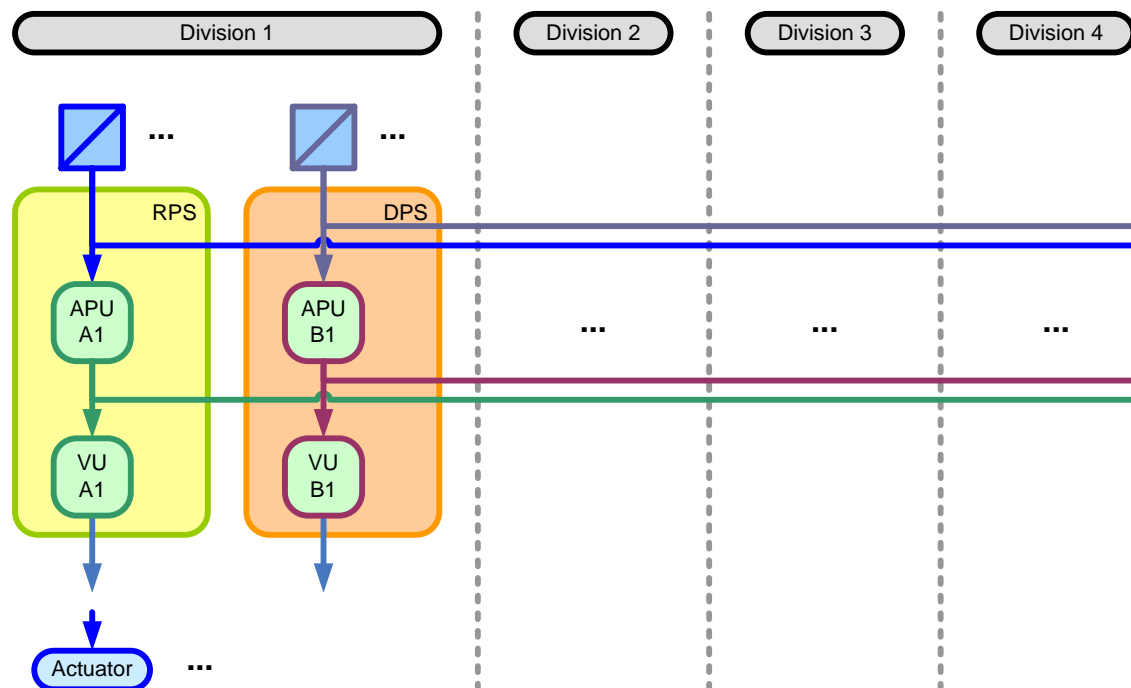 Division 1
Division 2
Division 3
Division 4
...
...
RPS
DPS
APU
A1
APU
B1
...
...
...
VU
A1
VU
B1
Actuator
...